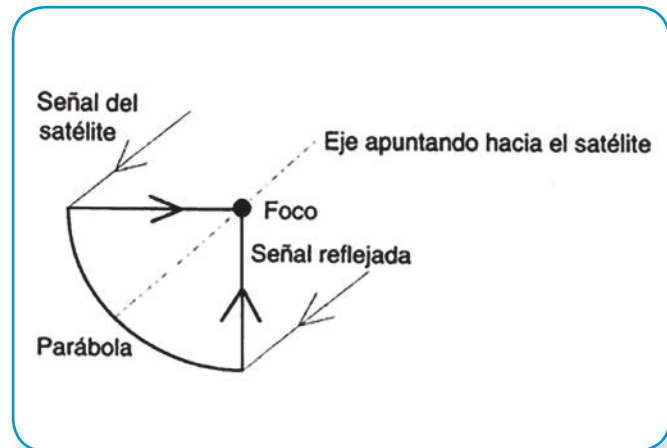 Señal del
satélite
Eje apuntando hacia el satélite
Foco
Señal reflejada
Parábola